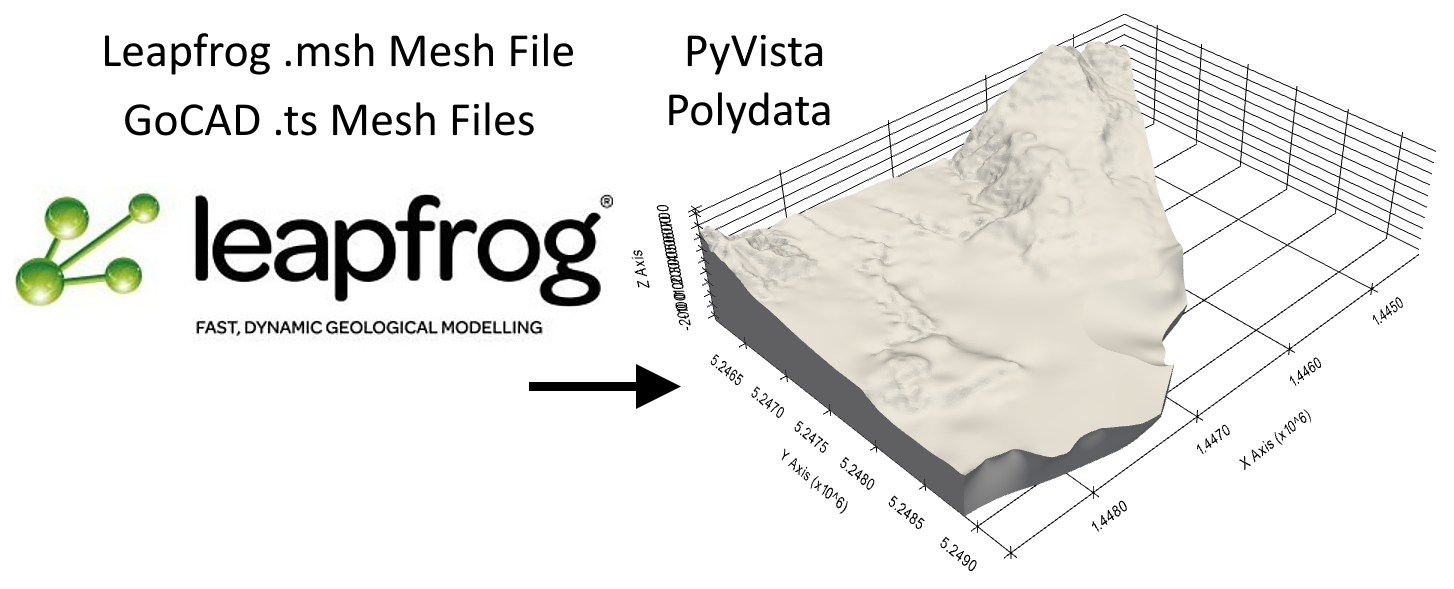 Leapfrog .msh Mesh File
GoCAD .ts Mesh Files
PyVista
Polydata
leapfrog®
FAST, DYNAMIC GEOLOGICAL MODELLING
Z Axis
5.2465
5.2470
5.2475
5.2480
5.2485
5.2490
Y Axis (x10^6)
1.4480
1.4470
1.4460
1.4450
X Axis (x10^6)